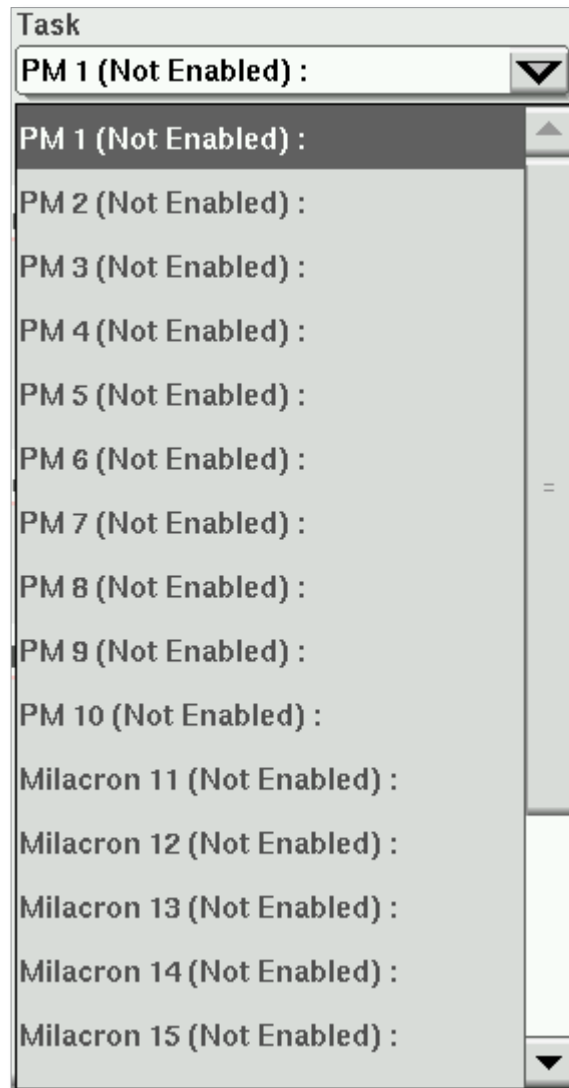 Task
PM 1 (Not Enabled) :
PM 1 (Not Enabled) :
PM 2 (Not Enabled) :
PM 3 (Not Enabled) :
PM 4 (Not Enabled) :
PM 5 (Not Enabled) :
PM 6 (Not Enabled) :
PM 7 (Not Enabled) :
PM 8 (Not Enabled) :
PM 9 (Not Enabled) :
PM 10 (Not Enabled) :
Milacron 11 (Not Enabled) :
Milacron 12 (Not Enabled) :
Milacron 13 (Not Enabled) :
Milacron 14 (Not Enabled) :
Milacron 15 (Not Enabled) :